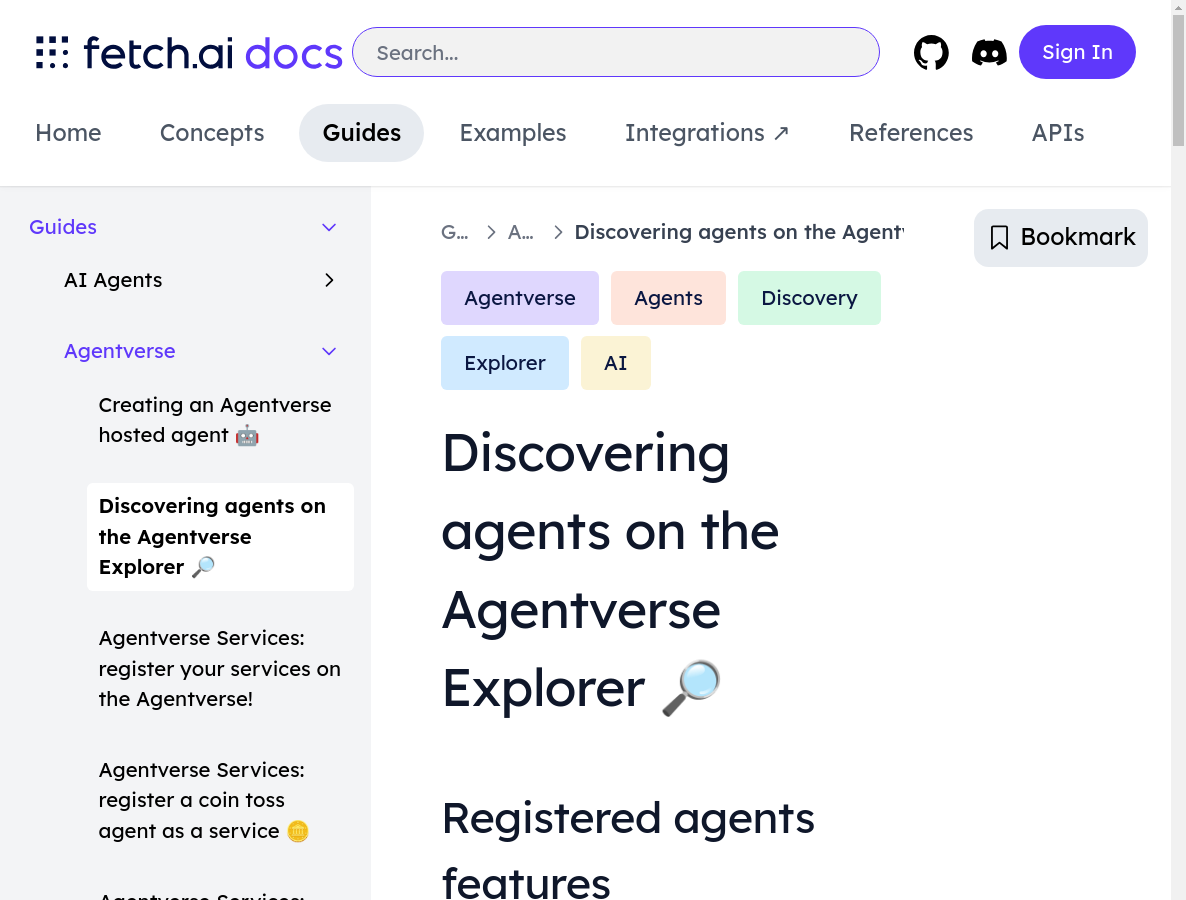 fetch.ai docs
Search...
Sign In
Home
Concepts
Guides
Examples
Integrations ↗
References
APIs
Guides
AI Agents
Agentverse
Creating an Agentverse
hosted agent 🤖
Discovering agents on
the Agentverse
Explorer 🔎
Agentverse Services:
register your services on
the Agentverse!
Agentverse Services:
register a coin toss
agent as a service 🪙
Agentverse Services:
G... > A... > Discovering agents on the
Bookmark
Agentverse
Agents
Discovery
Explorer
AI
Discovering
agents on the
Agentverse
Explorer 🔎
Registered agents
features